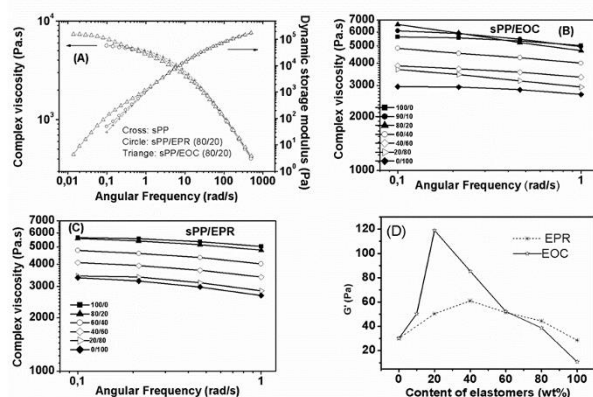 (A)
Complex viscosity (Pa.s)
10⁴
10³
Dynamic storage modulus (Pa)
10⁵
10⁴
10³
10²
10¹
10⁰
Cross: sPP
Circle: sPP/EPR (80/20)
Triange: sPP/EOC (80/20)
0,01 0,1 1 10 100 1000
Angular Frequency (rad/s)
(B)
sPP/EOC
Complex viscosity (Pa.s)
7000
6000
5000
4000
3000
2000
1000
100/0
90/10
80/20
60/40
40/60
20/80
0/100
0,1 1
Angular Frequency (rad/s)
(C)
sPP/EPR
Complex viscosity (Pa.s)
7000
6000
5000
4000
3000
2000
1000
100/0
80/20
60/40
40/60
20/80
0/100
0,1 1
Angular Frequency (rad/s)
(D)
EPR
EOC
G' (Pa)
120
100
80
60
40
20
0 20 40 60 80 100
Content of elastomers (wt%)